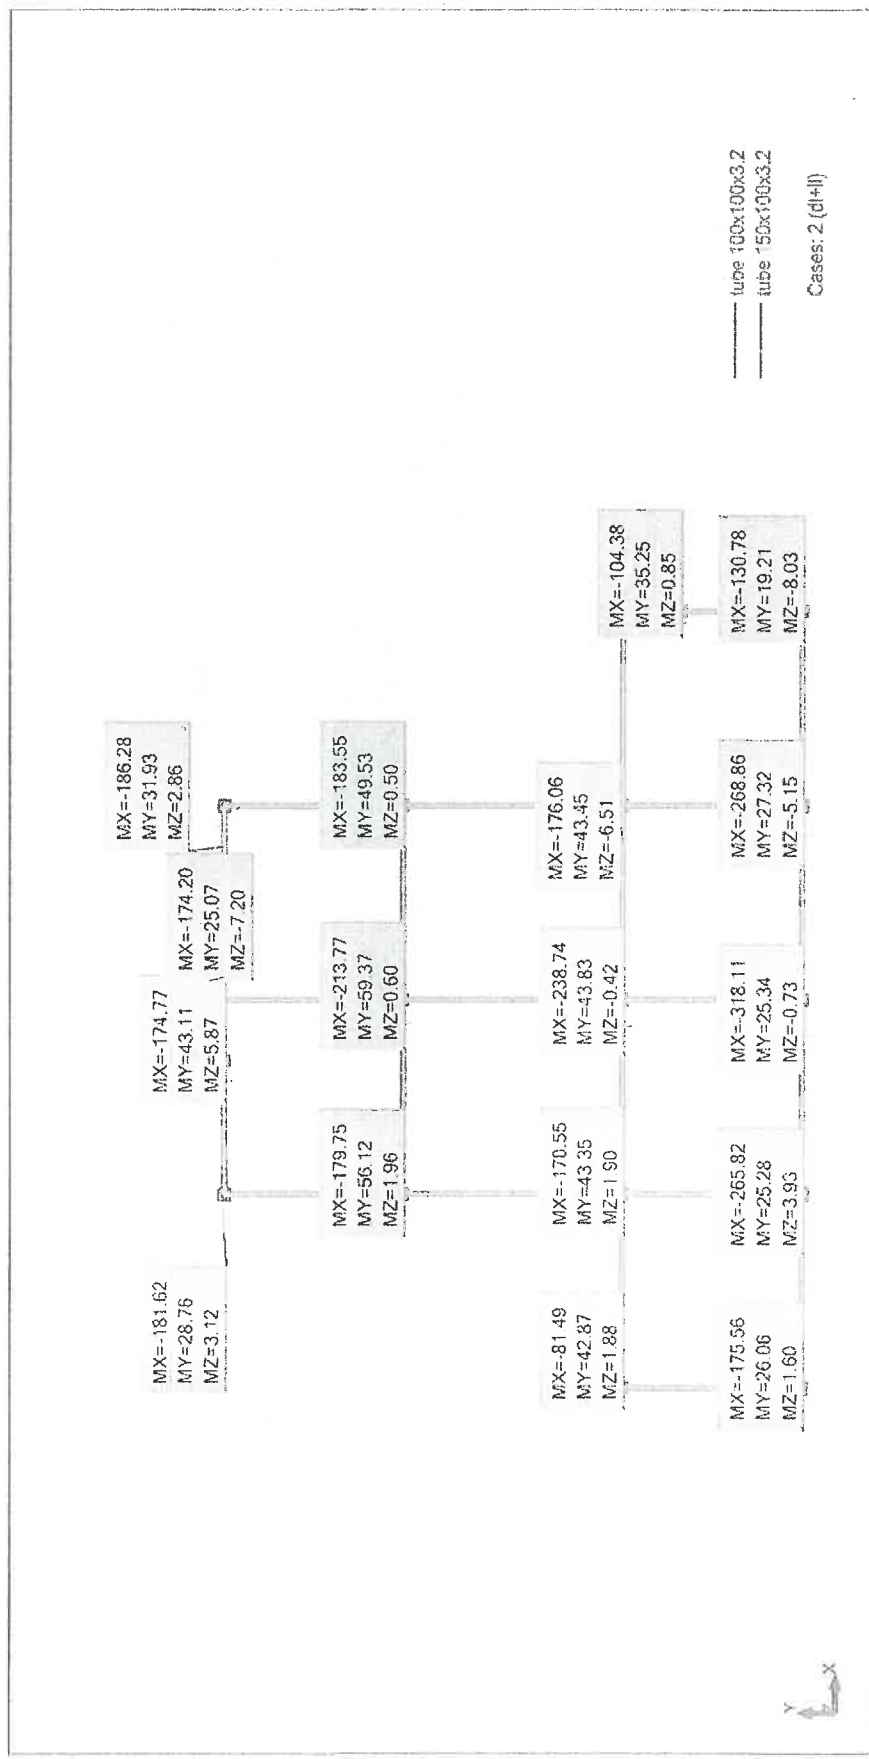 MX=-186.28
MY=31.93
MZ=2.86
MX=-174.20
MY=25.07
MZ=-7.20
MX=-174.77
MY=43.11
MZ=5.87
MX=-181.62
MY=28.76
MZ=3.12
MX=-179.75
MY=56.12
MZ=1.96
MX=-213.77
MY=59.37
MZ=0.60
MX=-183.55
MY=49.53
MZ=0.50
MX=-81.49
MY=42.87
MZ=1.88
MX=-170.55
MY=43.35
MZ=1.90
MX=-238.74
MY=43.83
MZ=-0.42
MX=-176.06
MY=43.45
MZ=-6.51
MX=-104.38
MY=35.25
MZ=0.85
MX=-175.56
MY=26.06
MZ=1.60
MX=-265.82
MY=25.28
MZ=3.93
MX=-318.11
MY=25.34
MZ=-0.73
MX=-268.86
MY=27.32
MZ=-5.15
MX=-130.78
MY=19.21
MZ=-8.03
tube 100x100x3.2
tube 150x100x3.2
Cases: 2 (dl+ll)
Y
X